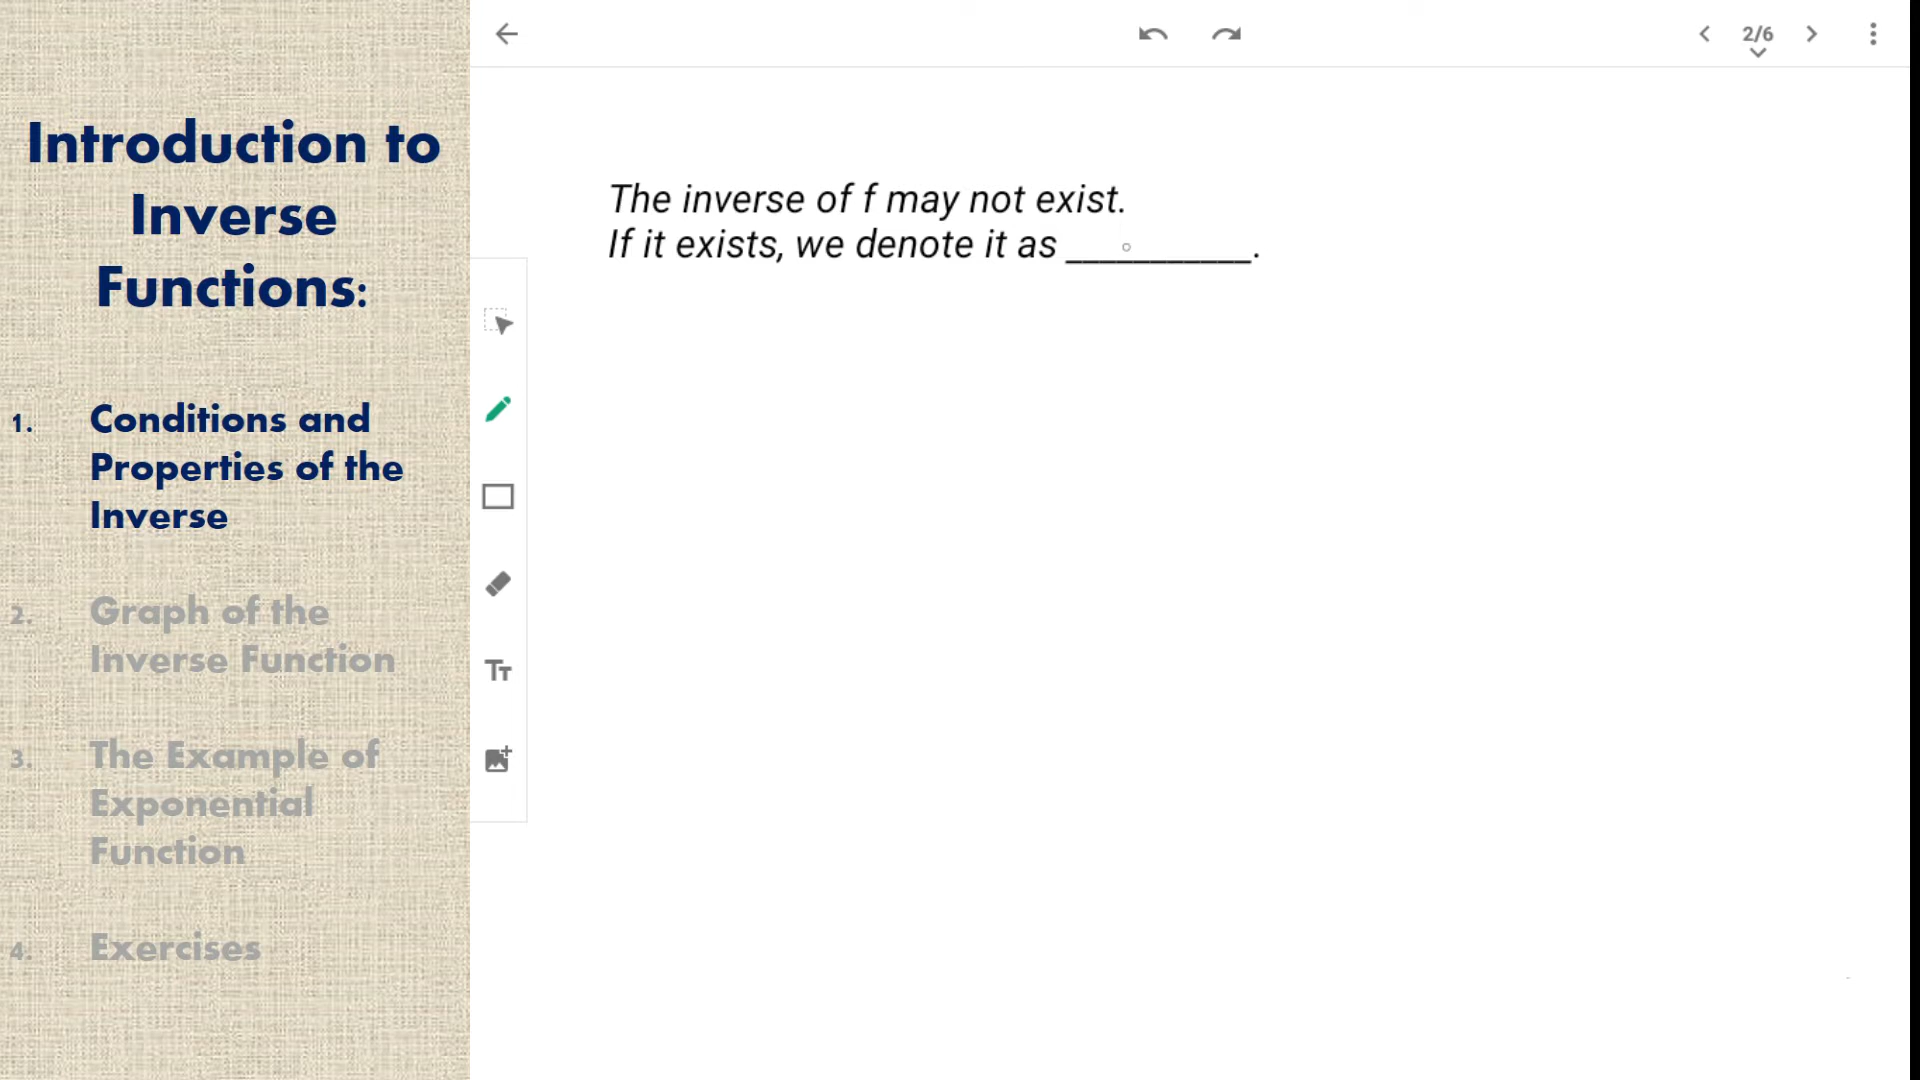 Introduction to
Inverse
Functions:
1. Conditions and
Properties of the
Inverse
2. Graph of the
Inverse Function
3. The Example of
Exponential
Function
4. Exercises
2/6
The inverse of f may not exist.
If it exists, we denote it as ___________.
Tт